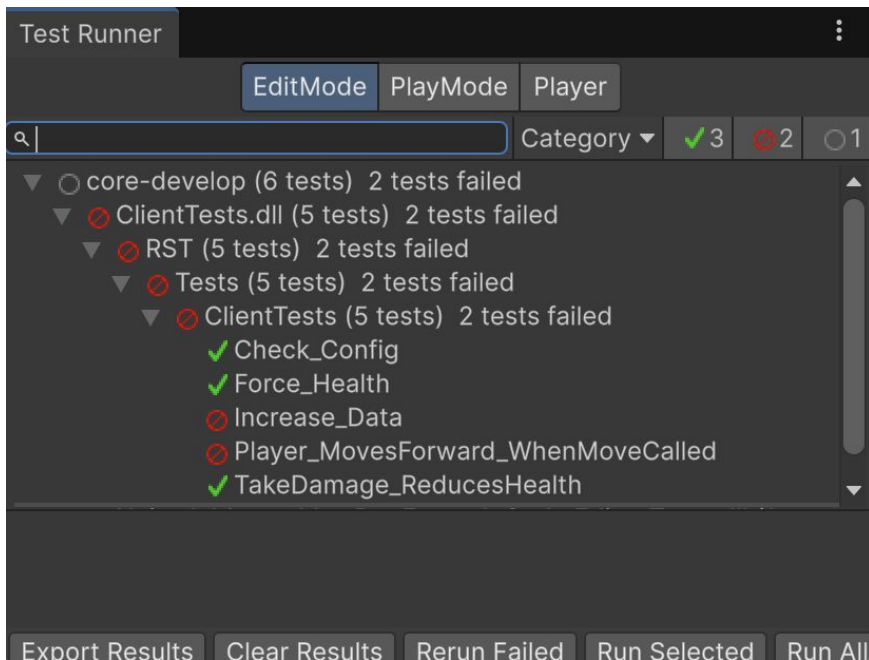 Test Runner
EditMode PlayMode Player
Category 3 2 1
core-develop (6 tests) 2 tests failed
ClientTests.dll (5 tests) 2 tests failed
RST (5 tests) 2 tests failed
Tests (5 tests) 2 tests failed
ClientTests (5 tests) 2 tests failed
Check_Config
Force_Health
Increase_Data
Player_MovesForward_WhenMoveCalled
TakeDamage_ReducesHealth
Export Results Clear Results Rerun Failed Run Selected Run All